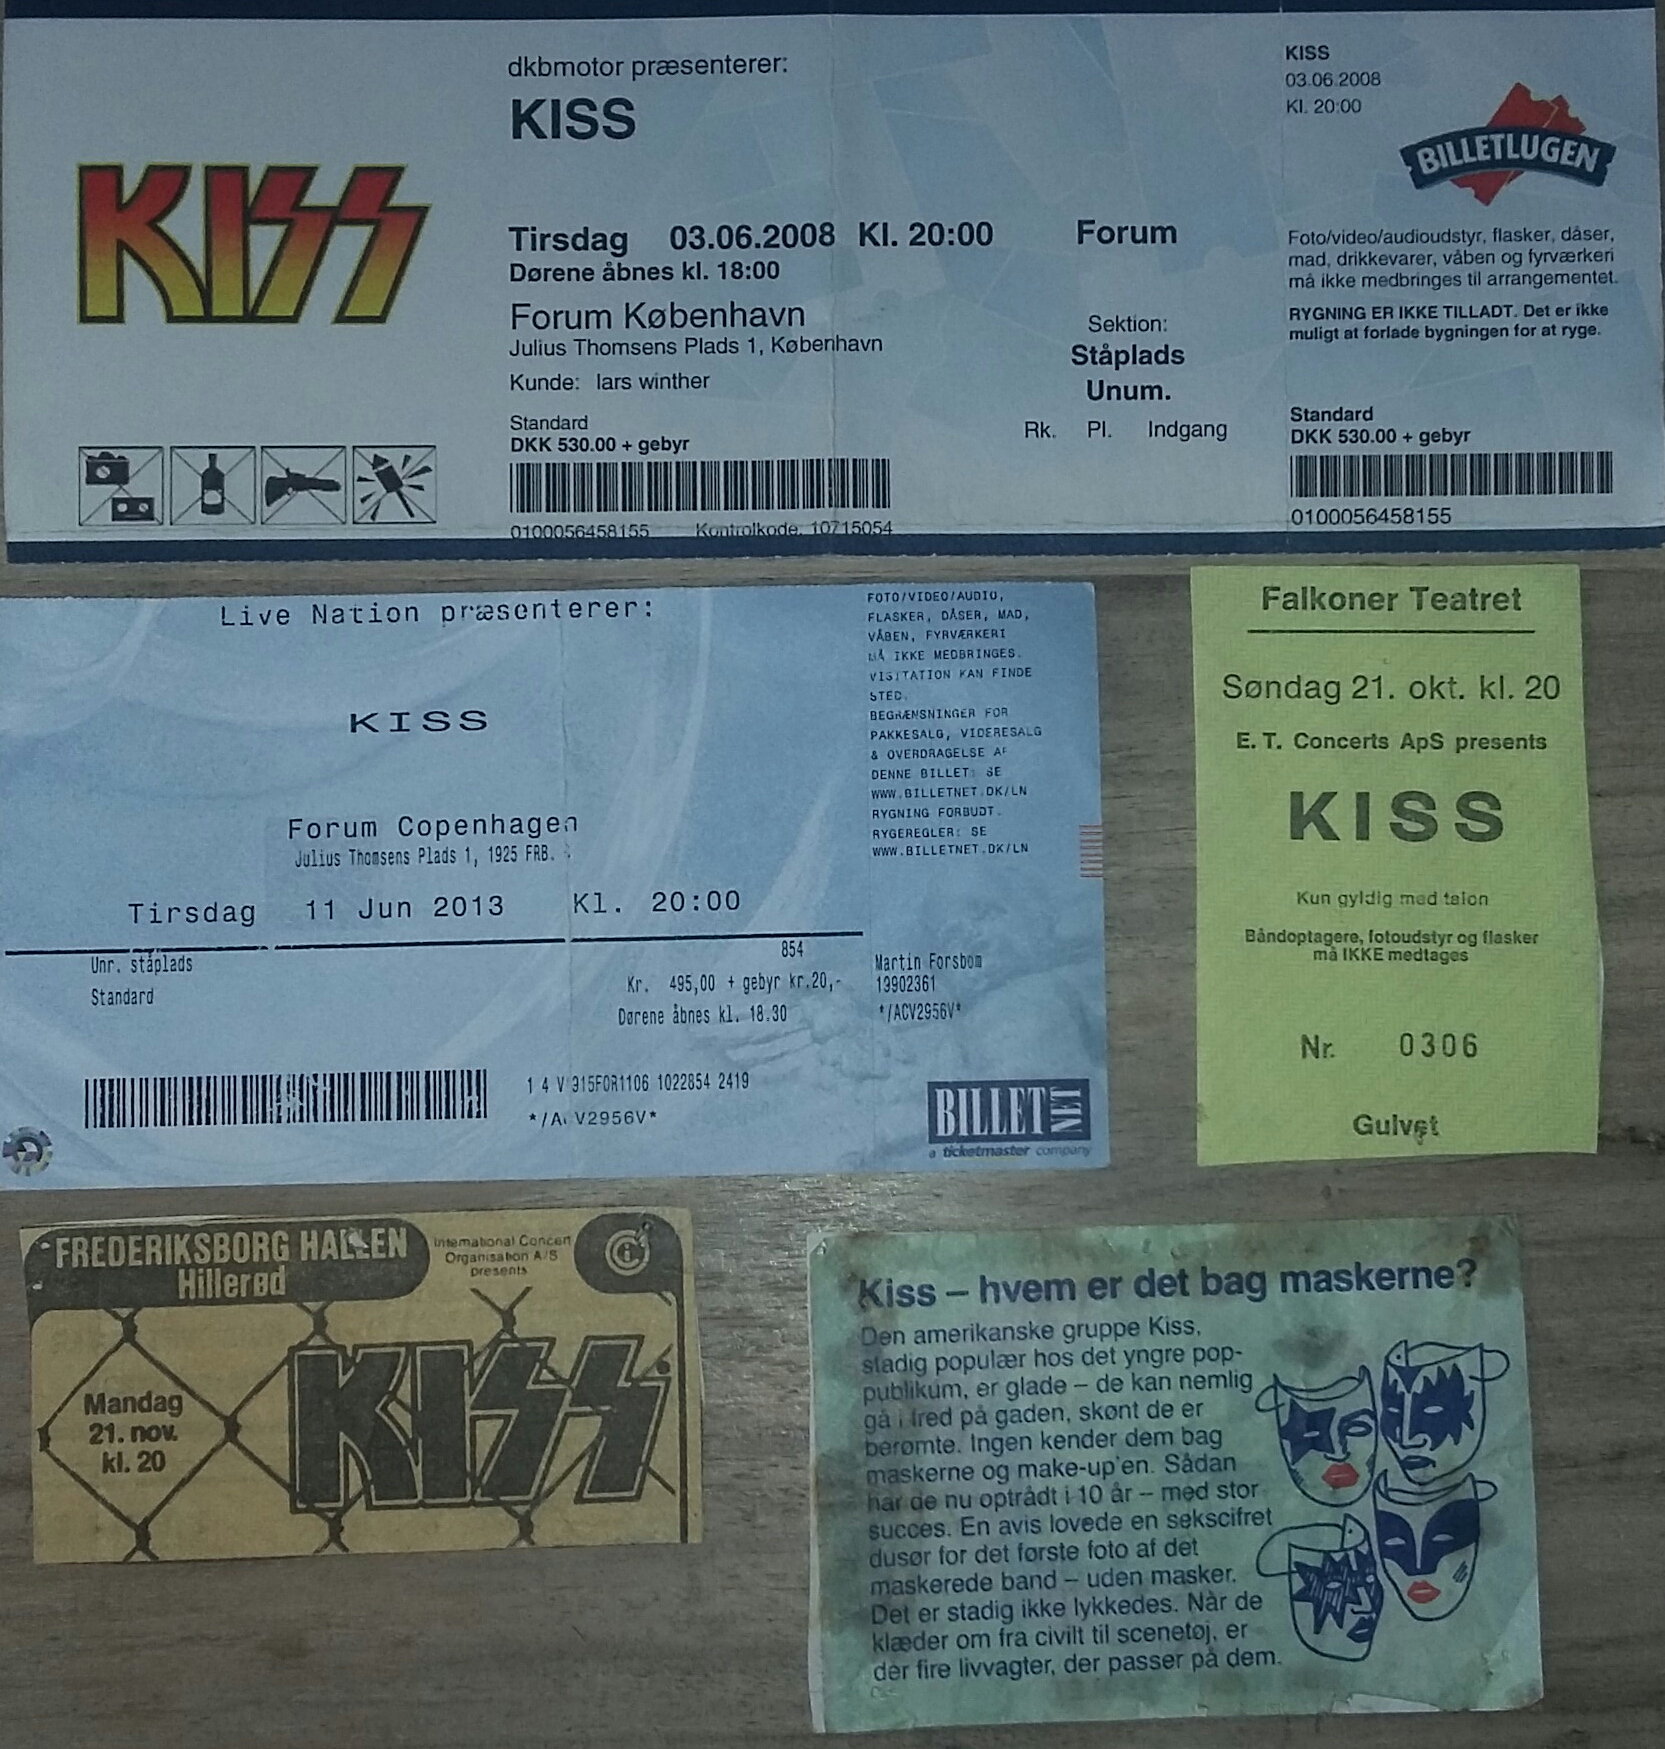 dkbmotor præsenterer:
KISS
KISS
Tirsdag 03.06.2008 Kl. 20:00
Dørene åbnes kl. 18:00
Forum København
Julius Thomsens Plads 1, København
Kunde: lars winther
Standard
DKK 530.00 + gebyr
0100056458155 Kontrolkode: 10715054
Forum
Sektion:
Ståplads
Unum.
Rk. Pl. Indgang
KISS
03.06.2008
Kl. 20:00
BILLETLUGEN
Foto/video/audioudstyr, flasker, dåser,
mad, drikkevarer, våben og fyrværkeri
må ikke medbringes til arrangementet.
RYGNING ER IKKE TILLADT. Det er ikke
muligt at forlade bygningen for at ryge.
Standard
DKK 530.00 + gebyr
0100056458155
Live Nation præsenterer:
KISS
Forum Copenhagen
Julius Thomsens Plads 1, 1925 FRB.
Tirsdag 11 Jun 2013 Kl. 20:00
854
Unr. ståplads
Standard
Kr. 495,00 + gebyr kr.20,-
Dørene åbnes kl. 18.30
1 4 V 315FOR1106 1022854 2419
*/ACV2956V*
FOTO/VIDEO/AUDIO,
FLASKER, DÅSER, MAD,
VÅBEN, FYRVÆRKERI
MÅ IKKE MEDBRINGES.
VISITATION KAN FINDE
STED.
BEGRÆNSNINGER FOR
PAKKESALG, VIDERESALG
& OVERDRAGELSE AF
DENNE BILLET: SE
WWW.BILLETNET.DK/LN
RYGNING FORBUDT.
RYGEREGLER: SE
WWW.BILLETNET.DK/LN
Martin Forsbom
13902361
*/ACV2956V*
BILLET NET
a ticketmaster company
Falkoner Teatret
Søndag 21. okt. kl. 20
E. T. Concerts ApS presents
KISS
Kun gyldig med talon
Båndoptagere, fotoudstyr og flasker
må IKKE medtages
Nr. 0306
Gulvet
FREDERIKSBORG HALLEN
Hillerød
International Concert
Organisation A/S
presents
Mandag
21. nov.
kl. 20
KISS
Kiss – hvem er det bag maskerne?
Den amerikanske gruppe Kiss,
stadig populær hos det yngre pop-
publikum, er glade – de kan nemlig
gå i fred på gaden, skønt de er
berømte. Ingen kender dem bag
maskerne og make-up'en. Sådan
har de nu optrådt i 10 år – med stor
succes. En avis lovede en sekscifret
dusør for det første foto af det
maskerede band – uden masker.
Det er stadig ikke lykkedes. Når de
klæder om fra civilt til scenetøj, er
der fire livvagter, der passer på dem.